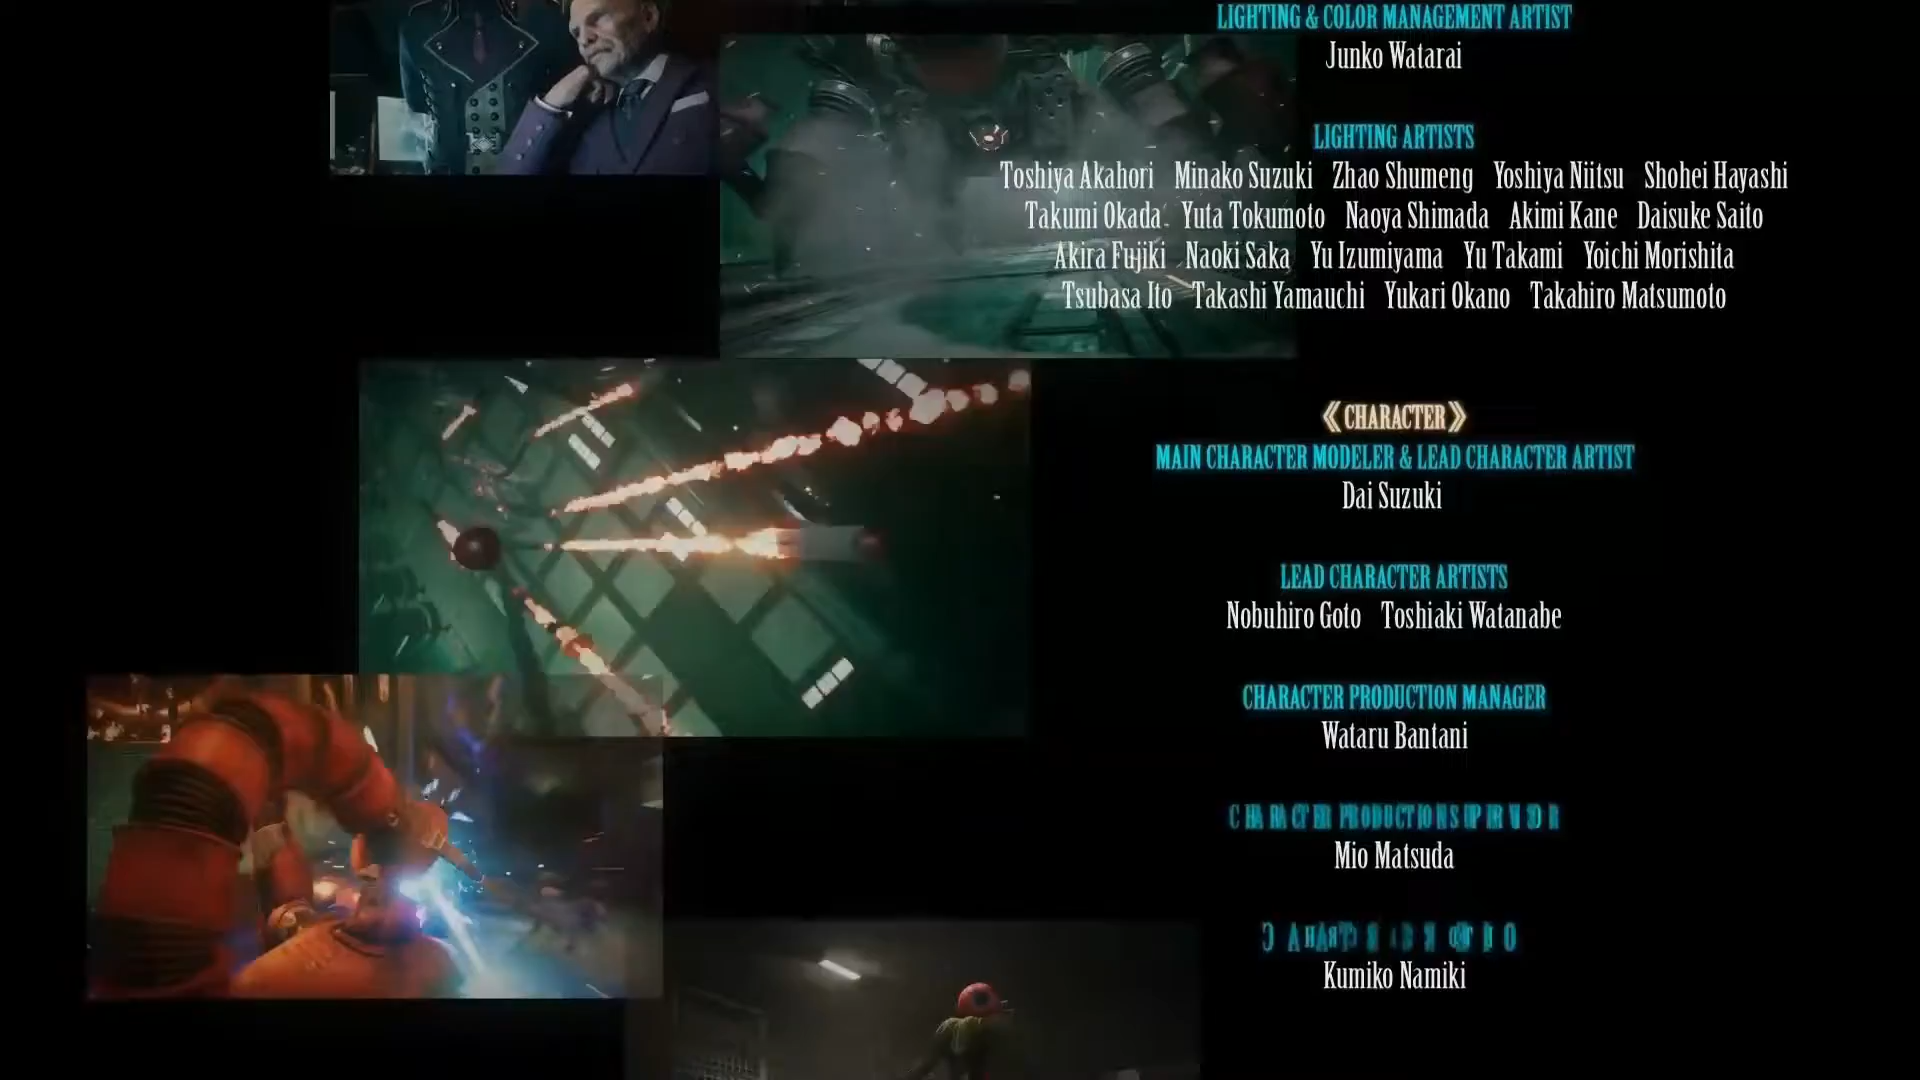 LIGHTING & COLOR MANAGEMENT ARTIST
Junko Watarai
LIGHTING ARTISTS
Toshiya Akahori Minako Suzuki Zhao Shumeng Yoshiya Niitsu Shohei Hayashi
Takumi Okada Yuta Tokumoto Naoya Shimada Akimi Kane Daisuke Saito
Akira Fujiki Naoki Saka Yu Izumiyama Yu Takami Yoichi Morishita
Tsubasa Ito Takashi Yamauchi Yukari Okano Takahiro Matsumoto
《CHARACTER》
MAIN CHARACTER MODELER & LEAD CHARACTER ARTIST
Dai Suzuki
LEAD CHARACTER ARTISTS
Nobuhiro Goto Toshiaki Watanabe
CHARACTER PRODUCTION MANAGER
Wataru Bantani
CHARACTER PRODUCTION
Mio Matsuda
Kumiko Namiki